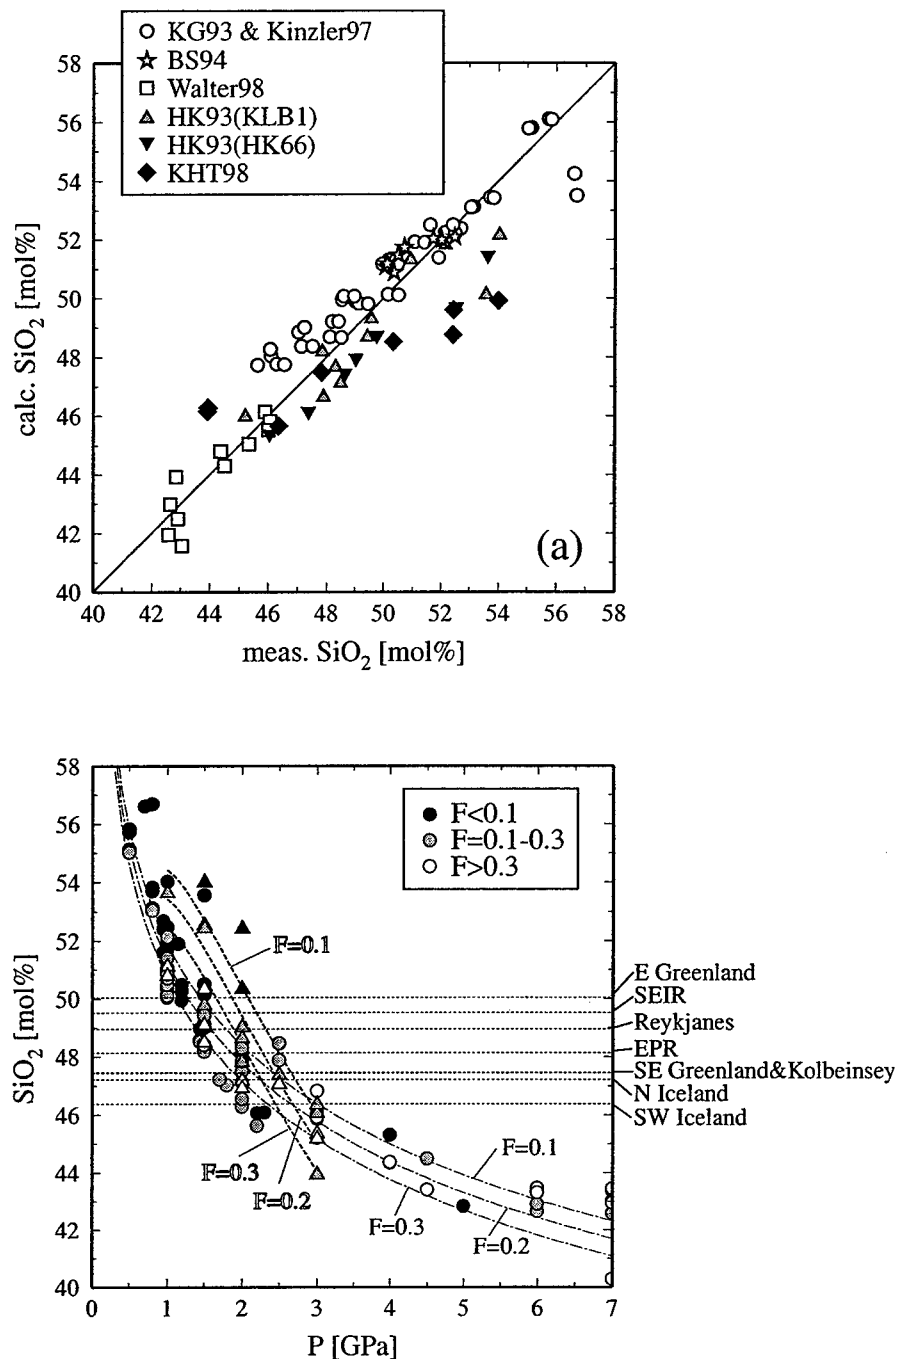 KG93 & Kinzler97
BS94
Walter98
HK93(KLB1)
HK93(HK66)
KHT98
58
56
54
52
50
48
46
44
42
40
calc. SiO2 [mol%]
(a)
40 42 44 46 48 50 52 54 56 58
meas. SiO2 [mol%]
58
56
54
52
50
48
46
44
42
40
SiO2 [mol%]
F<0.1
F=0.1-0.3
F>0.3
F=0.1
E Greenland
SEIR
Reykjanes
EPR
SE Greenland&Kolbeinsey
N Iceland
SW Iceland
F=0.3
F=0.2
F=0.1
F=0.3
F=0.2
0 1 2 3 4 5 6 7
P [GPa]